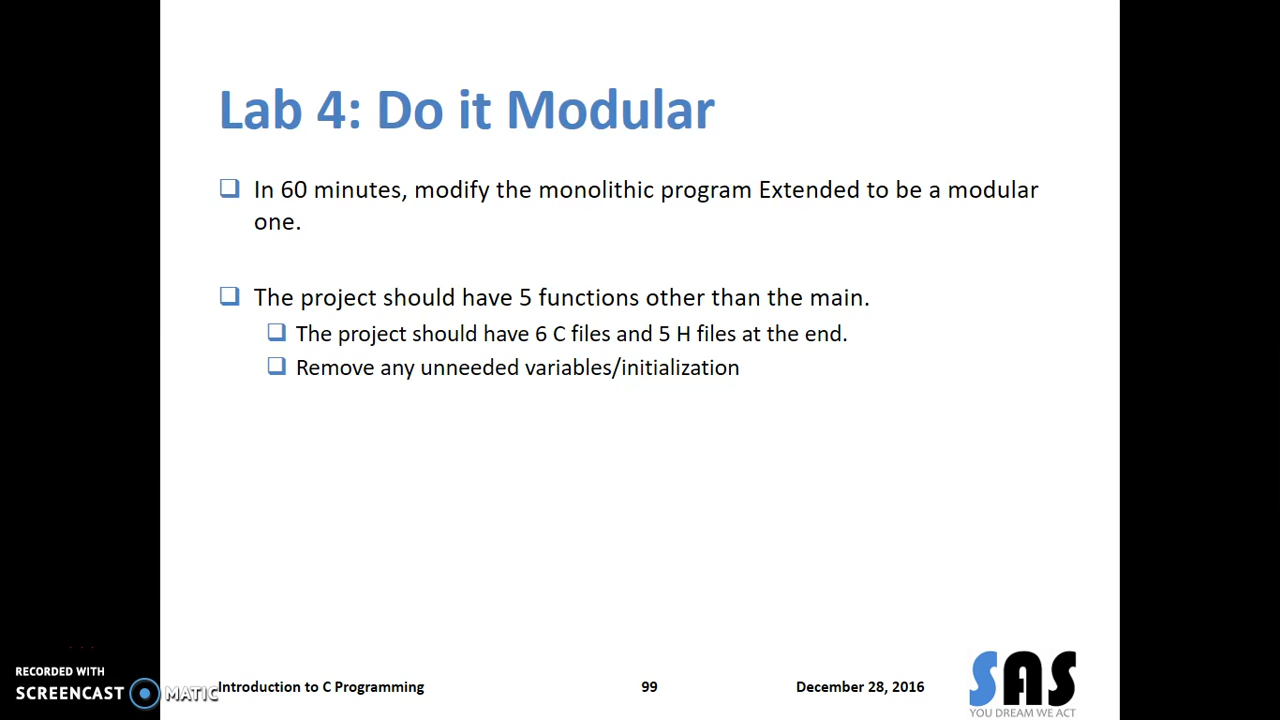 Lab 4: Do it Modular
In 60 minutes, modify the monolithic program Extended to be a modular
one.
The project should have 5 functions other than the main.
The project should have 6 C files and 5 H files at the end.
Remove any unneeded variables/initialization
RECORDED WITH
SCREENCAST MATIC
Introduction to C Programming
99
December 28, 2016
SAS
YOU DREAM WE ACT